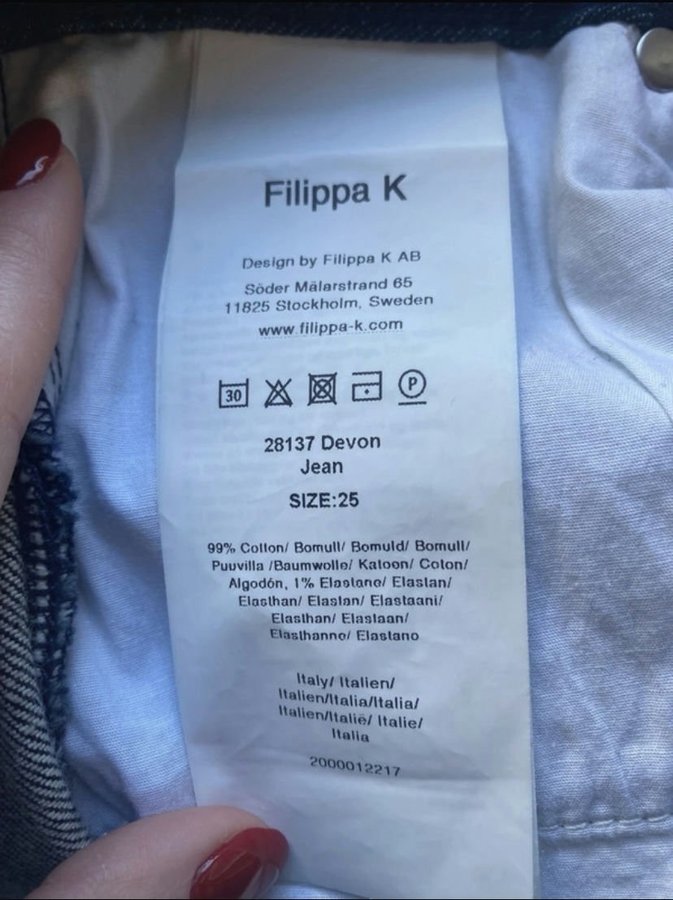 Filippa K
Design by Filippa K AB
Söder Mälarstrand 65
11825 Stockholm, Sweden
www.filippa-k.com
30 P
28137 Devon
Jean
SIZE:25
99% Cotton/ Bomull/ Bomuld/ Bomull/
Puuvilla /Baumwolle/ Katoen/ Coton/
Algodón, 1% Elastane/ Elastan/
Elasthan/ Elastan/ Elastaani/
Elasthan/ Elastaan/
Elasthanne/ Elastano
Italy/ Italien/
Italien/Italia/Italia/
Italien/Italië/ Italie/
Italia
2000012217